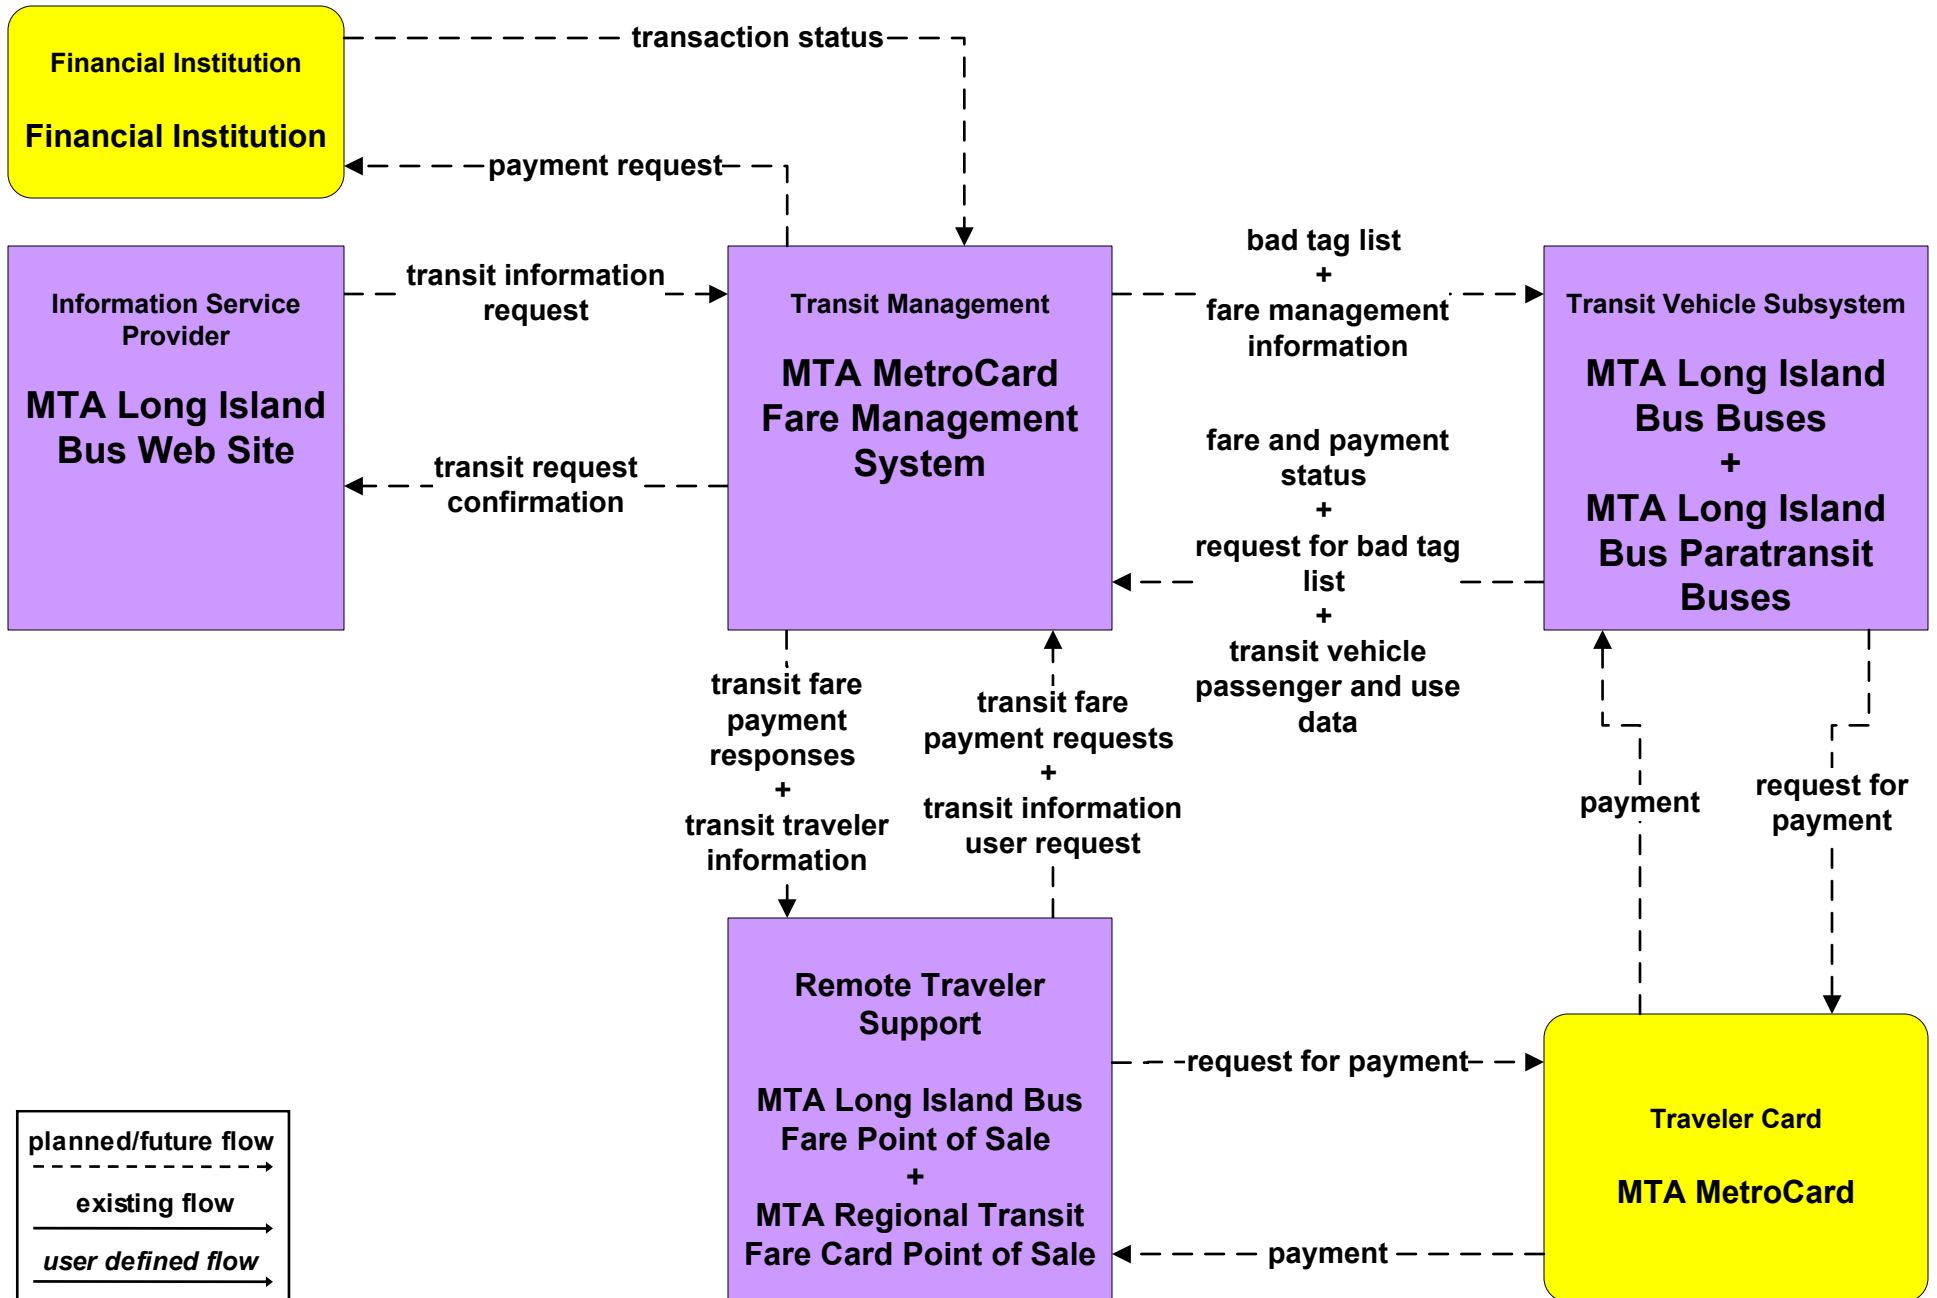 Financial Institution
Financial Institution
transaction status
payment request
Information Service
Provider
MTA Long Island
Bus Web Site
transit information
request
transit request
confirmation
Transit Management
MTA MetroCard
Fare Management
System
bad tag list
+
fare management
information
fare and payment
status
+
request for bad tag
list
+
transit vehicle
passenger and use
data
Transit Vehicle Subsystem
MTA Long Island
Bus Buses
+
MTA Long Island
Bus Paratransit
Buses
transit fare
payment
responses
+
transit traveler
information
transit fare
payment requests
+
transit information
user request
payment
request for
payment
Remote Traveler
Support
MTA Long Island Bus
Fare Point of Sale
+
MTA Regional Transit
Fare Card Point of Sale
request for payment
payment
Traveler Card
MTA MetroCard
planned/future flow
existing flow
user defined flow